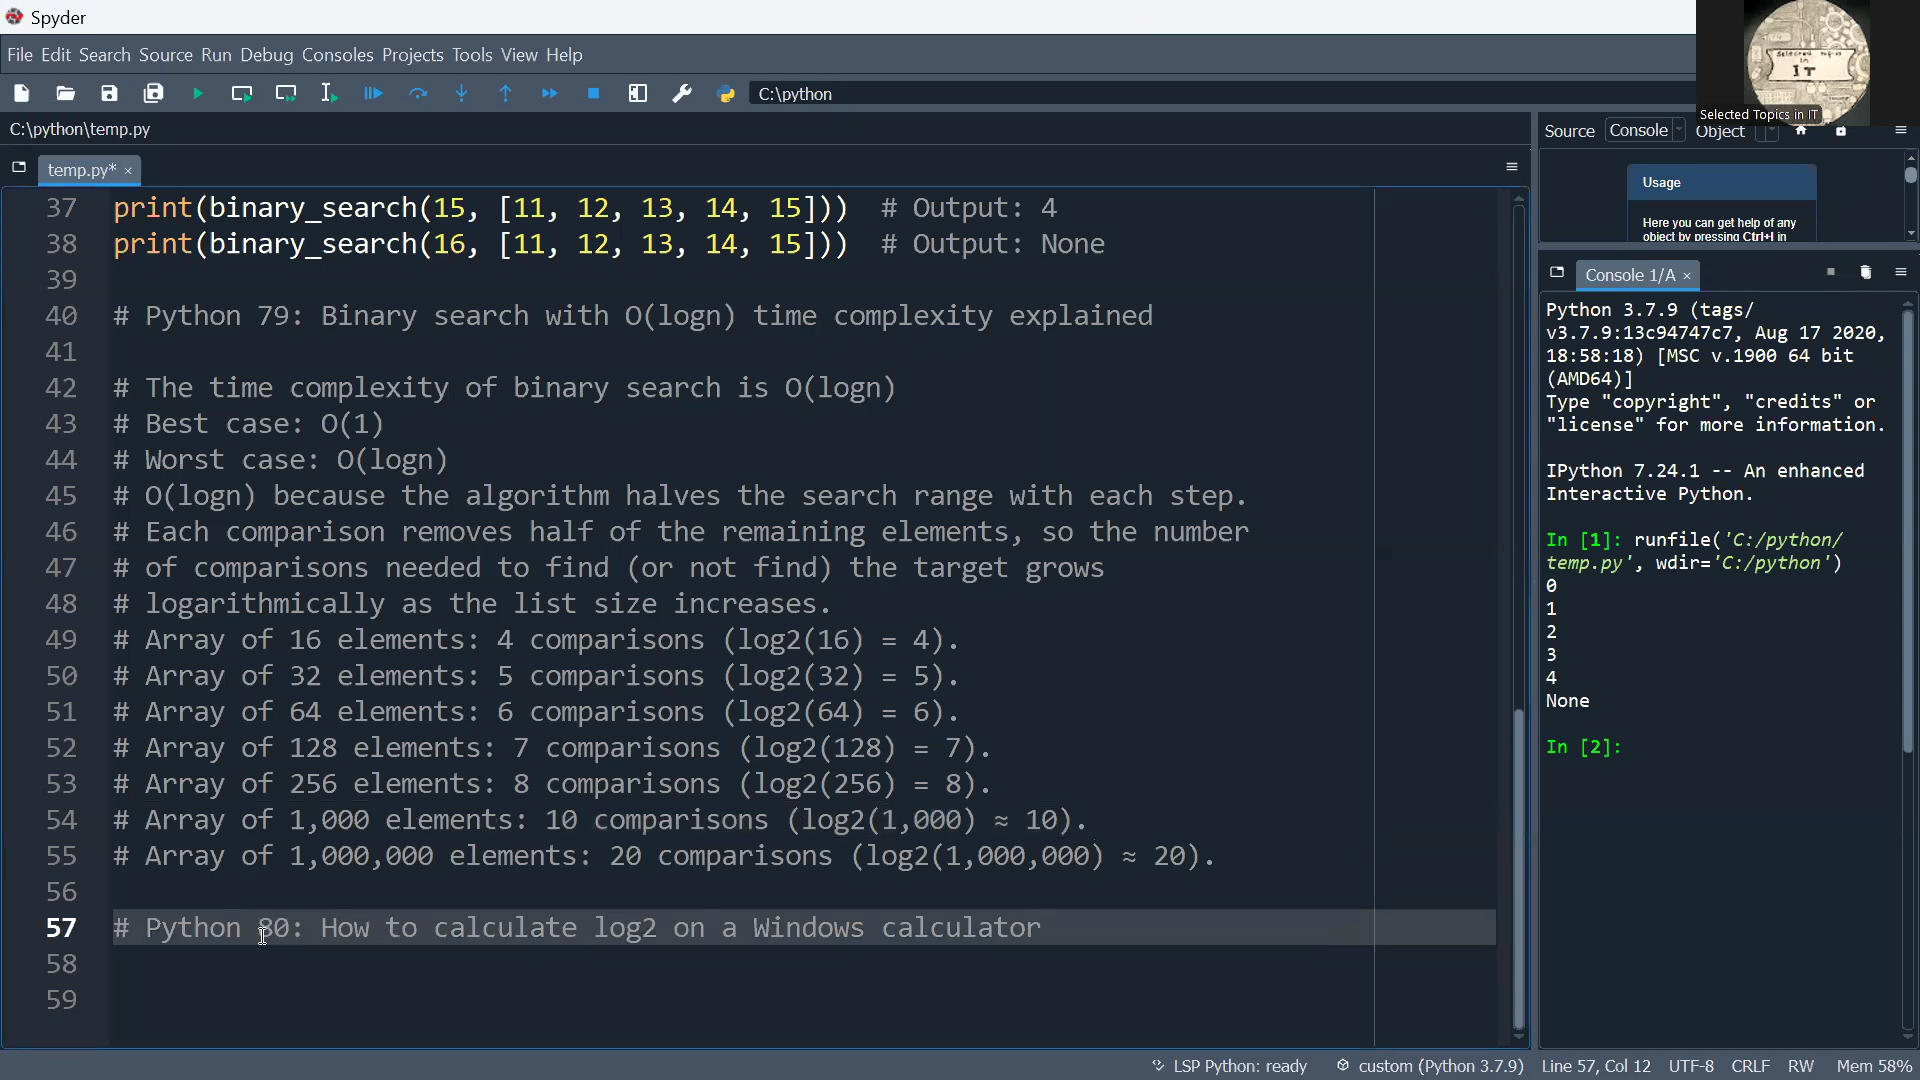 Spyder
File Edit Search Source Run Debug Consoles Projects Tools View Help
C:\python
Selected Topics in IT
Selected Topics in IT
C:\python\temp.py
Source Console Object
temp.py*
Usage
Here you can get help of any
object by pressing Ctrl+I in
37 print(binary_search(15, [11, 12, 13, 14, 15])) # Output: 4
38 print(binary_search(16, [11, 12, 13, 14, 15])) # Output: None
39
40 # Python 79: Binary search with O(logn) time complexity explained
41
42 # The time complexity of binary search is O(logn)
43 # Best case: O(1)
44 # Worst case: O(logn)
45 # O(logn) because the algorithm halves the search range with each step.
46 # Each comparison removes half of the remaining elements, so the number
47 # of comparisons needed to find (or not find) the target grows
48 # logarithmically as the list size increases.
49 # Array of 16 elements: 4 comparisons (log2(16) = 4).
50 # Array of 32 elements: 5 comparisons (log2(32) = 5).
51 # Array of 64 elements: 6 comparisons (log2(64) = 6).
52 # Array of 128 elements: 7 comparisons (log2(128) = 7).
53 # Array of 256 elements: 8 comparisons (log2(256) = 8).
54 # Array of 1,000 elements: 10 comparisons (log2(1,000) ≈ 10).
55 # Array of 1,000,000 elements: 20 comparisons (log2(1,000,000) ≈ 20).
56
57 # Python 80: How to calculate log2 on a Windows calculator
58
59
Console 1/A
Python 3.7.9 (tags/
v3.7.9:13c94747c7, Aug 17 2020,
18:58:18) [MSC v.1900 64 bit
(AMD64)]
Type "copyright", "credits" or
"license" for more information.
IPython 7.24.1 -- An enhanced
Interactive Python.
In [1]: runfile('C:/python/
temp.py', wdir='C:/python')
0
1
2
3
4
None
In [2]:
LSP Python: ready custom (Python 3.7.9) Line 57, Col 12 UTF-8 CRLF RW Mem 58%